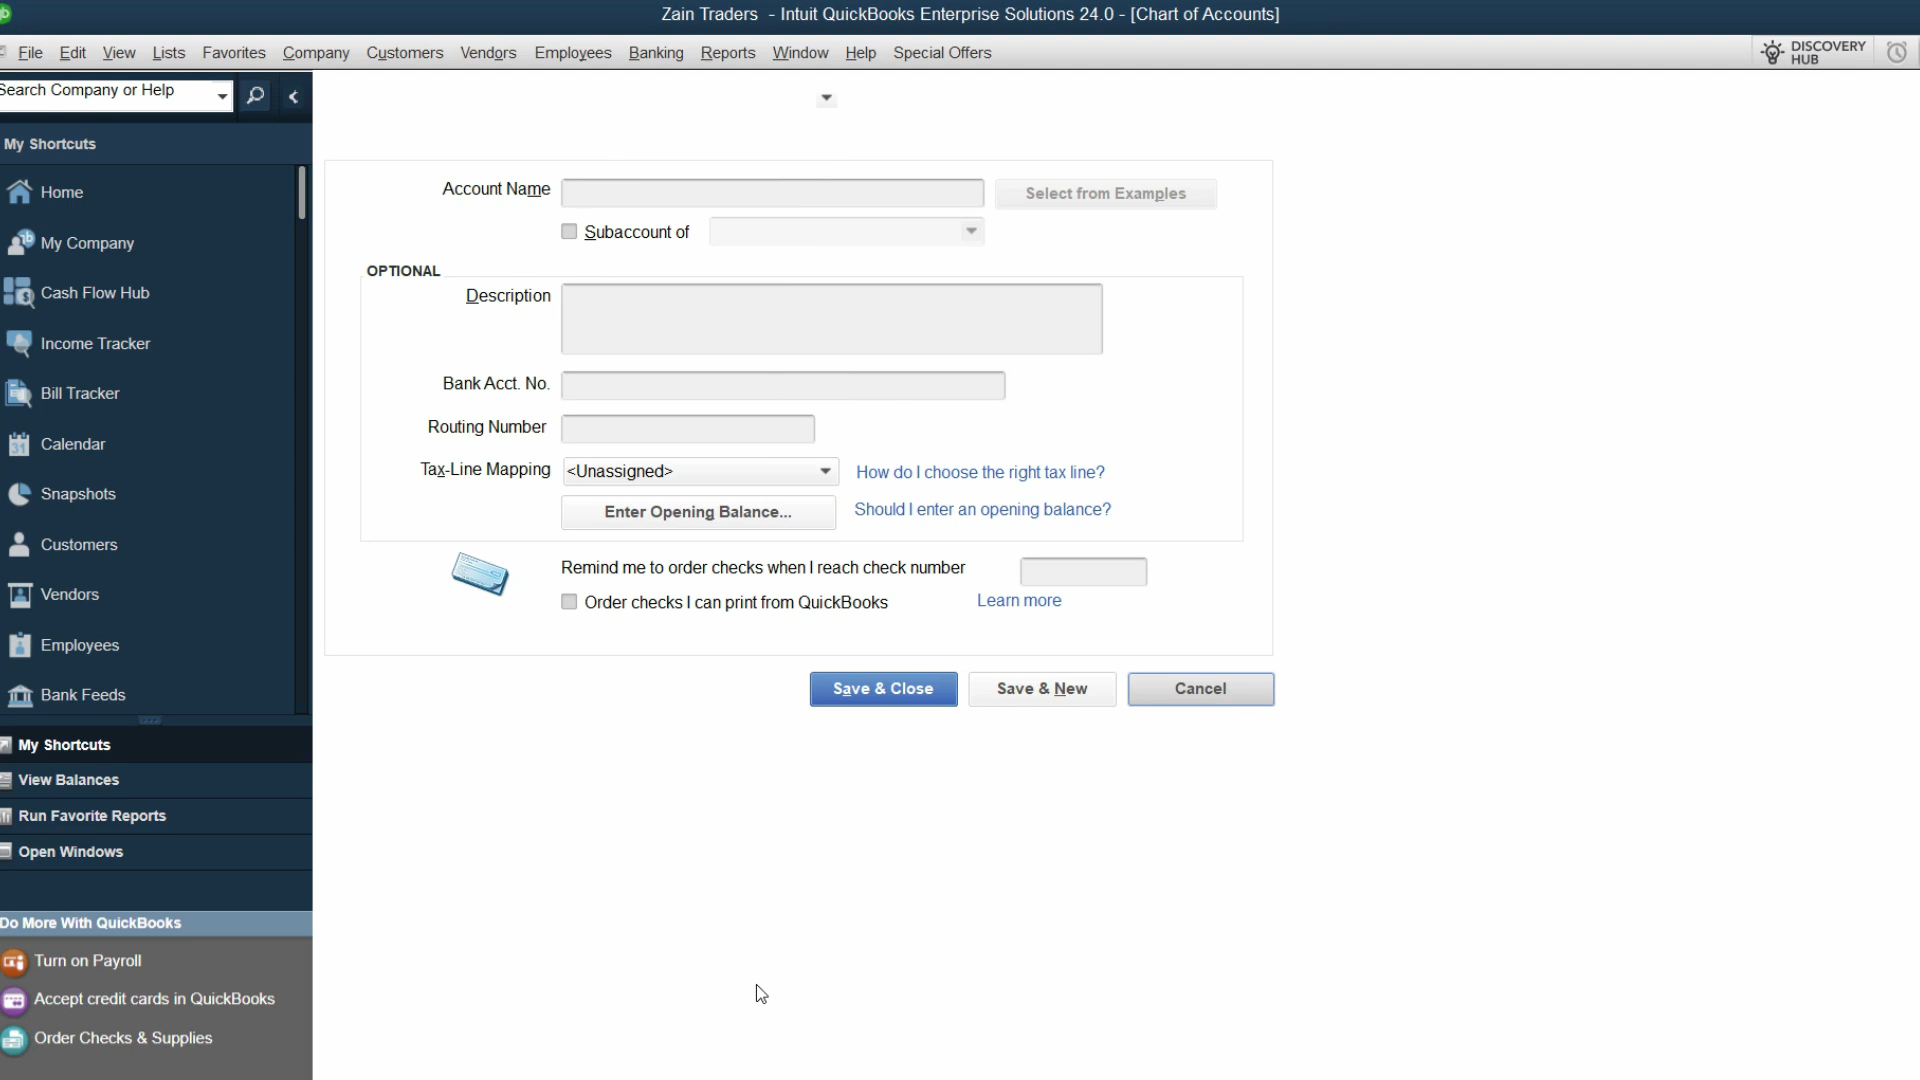 Zain Traders - Intuit QuickBooks Enterprise Solutions 24.0 - [Chart of Accounts]
File Edit View Lists Favorites Company Customers Vendors Employees Banking Reports Window Help Special Offers
DISCOVERY
HUB
Search Company or Help
My Shortcuts
Home
My Company
Cash Flow Hub
Income Tracker
Bill Tracker
Calendar
Snapshots
Customers
Vendors
Employees
Bank Feeds
My Shortcuts
View Balances
Run Favorite Reports
Open Windows
Do More With QuickBooks
Turn on Payroll
Accept credit cards in QuickBooks
Order Checks & Supplies
Account Name
Select from Examples
Subaccount of
OPTIONAL
Description
Bank Acct. No.
Routing Number
Tax-Line Mapping <Unassigned> How do I choose the right tax line?
Enter Opening Balance... Should I enter an opening balance?
Remind me to order checks when I reach check number
Order checks I can print from QuickBooks Learn more
Save & Close Save & New Cancel